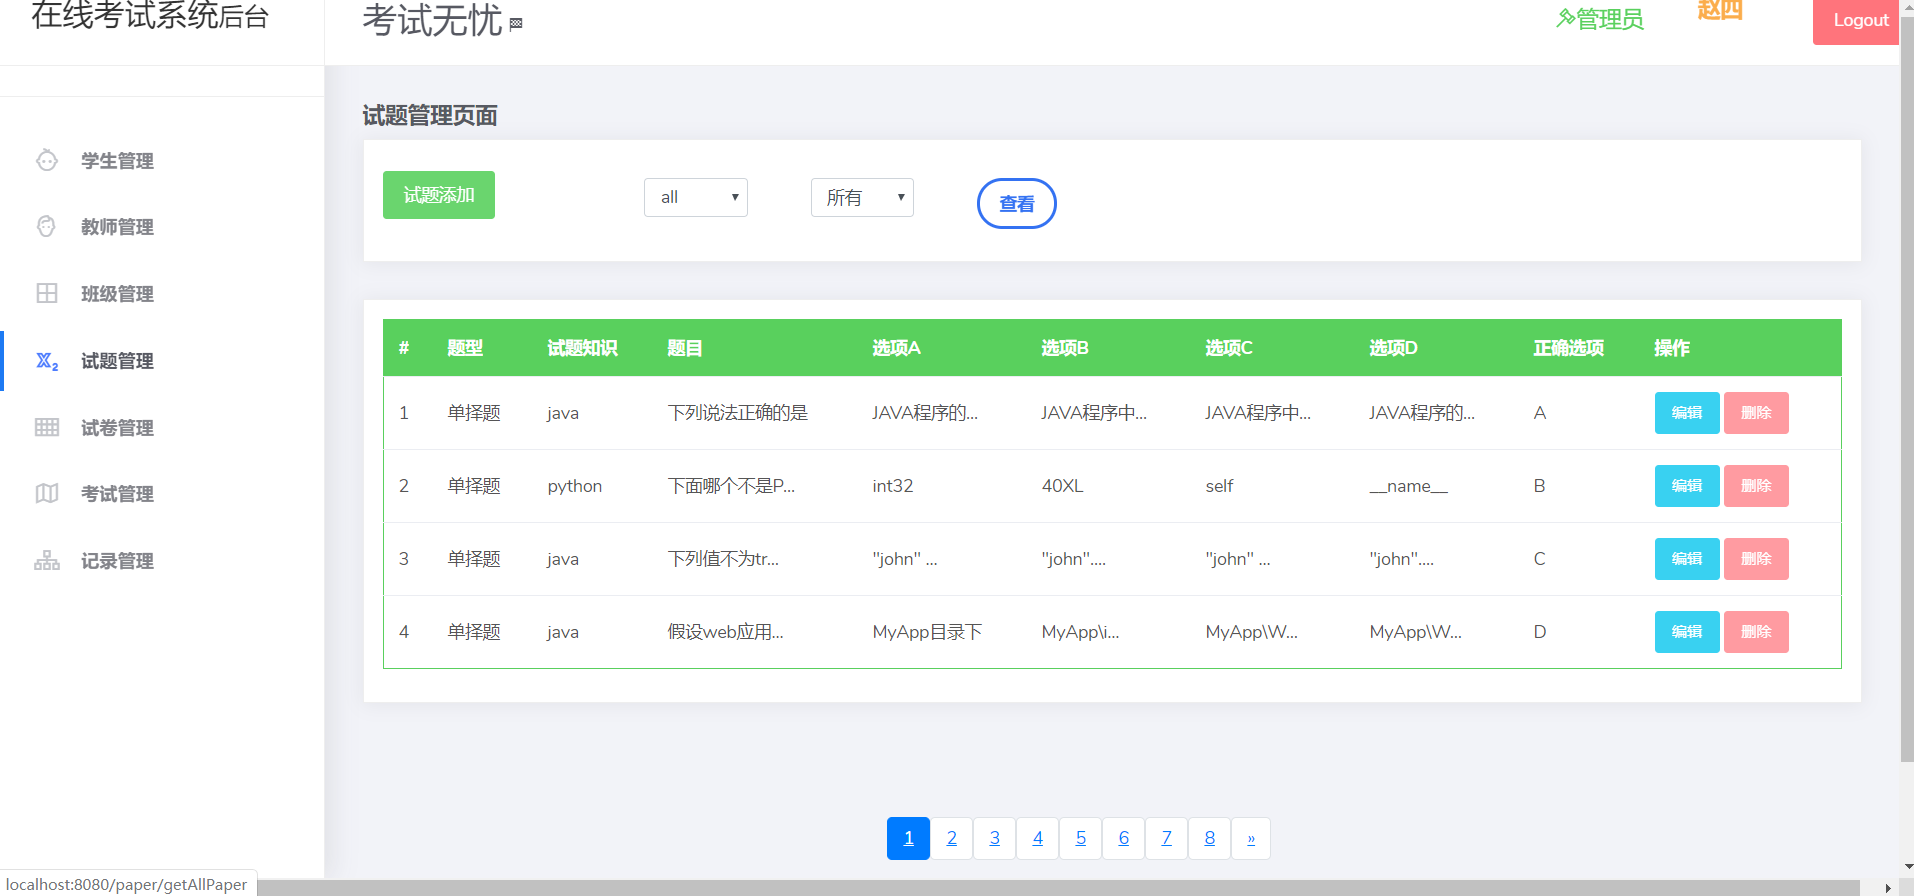 在线考试系统后台
考试无忧
管理员
赵四
Logout
学生管理
教师管理
班级管理
试题管理
试卷管理
考试管理
记录管理
试题管理页面
试题添加
all
所有
查看
# 题型 试题知识 题目 选项A 选项B 选项C 选项D 正确选项 操作
1 单择题 java 下列说法正确的是 JAVA程序的... JAVA程序中... JAVA程序中... JAVA程序的... A 编辑 删除
2 单择题 python 下面哪个不是P... int32 40XL self __name__ B 编辑 删除
3 单择题 java 下列值不为tr... "john" ... "john".... "john" ... "john".... C 编辑 删除
4 单择题 java 假设web应用... MyApp目录下 MyApp\i... MyApp\W... MyApp\W... D 编辑 删除
1 2 3 4 5 6 7 8 »
localhost:8080/paper/getAllPaper